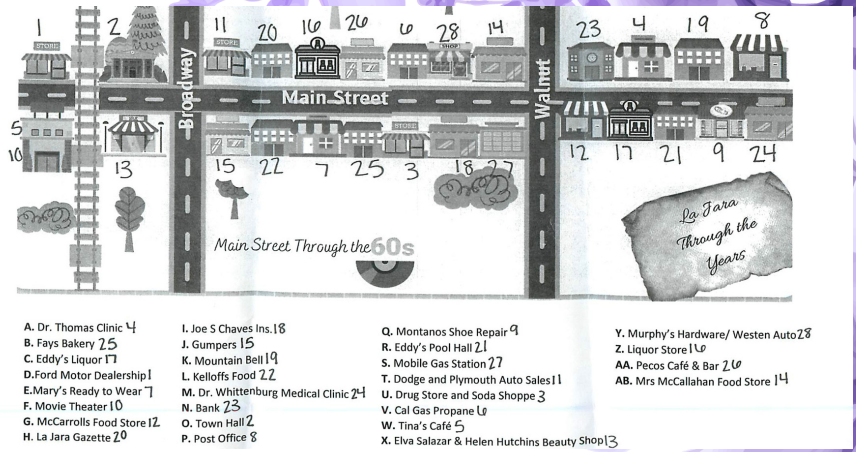 1
2
11
20
16
26
6
28
14
23
4
19
8
STORE
STORE
SHOP
Broadway
Main Street
Walnut
5
10
STORE
13
15
22
7
25
3
18
27
12
17
21
9
24
Main Street Through the 60s
La Jara
Through the
Years
A. Dr. Thomas Clinic 4
B. Fays Bakery 25
C. Eddy's Liquor 17
D.Ford Motor Dealership 1
E.Mary's Ready to Wear 7
F. Movie Theater 10
G. McCarrolls Food Store 12
H. La Jara Gazette 20
I. Joe S Chaves Ins. 18
J. Gumpers 15
K. Mountain Bell 19
L. Kelloffs Food 22
M. Dr. Whittenburg Medical Clinic 24
N. Bank 23
O. Town Hall 2
P. Post Office 8
Q. Montanos Shoe Repair 9
R. Eddy's Pool Hall 21
S. Mobile Gas Station 27
T. Dodge and Plymouth Auto Sales 11
U. Drug Store and Soda Shoppe 3
V. Cal Gas Propane 6
W. Tina's Café 5
X. Elva Salazar & Helen Hutchins Beauty Shop 13
Y. Murphy's Hardware/ Westen Auto 28
Z. Liquor Store 16
AA. Pecos Café & Bar 26
AB. Mrs McCallahan Food Store 14